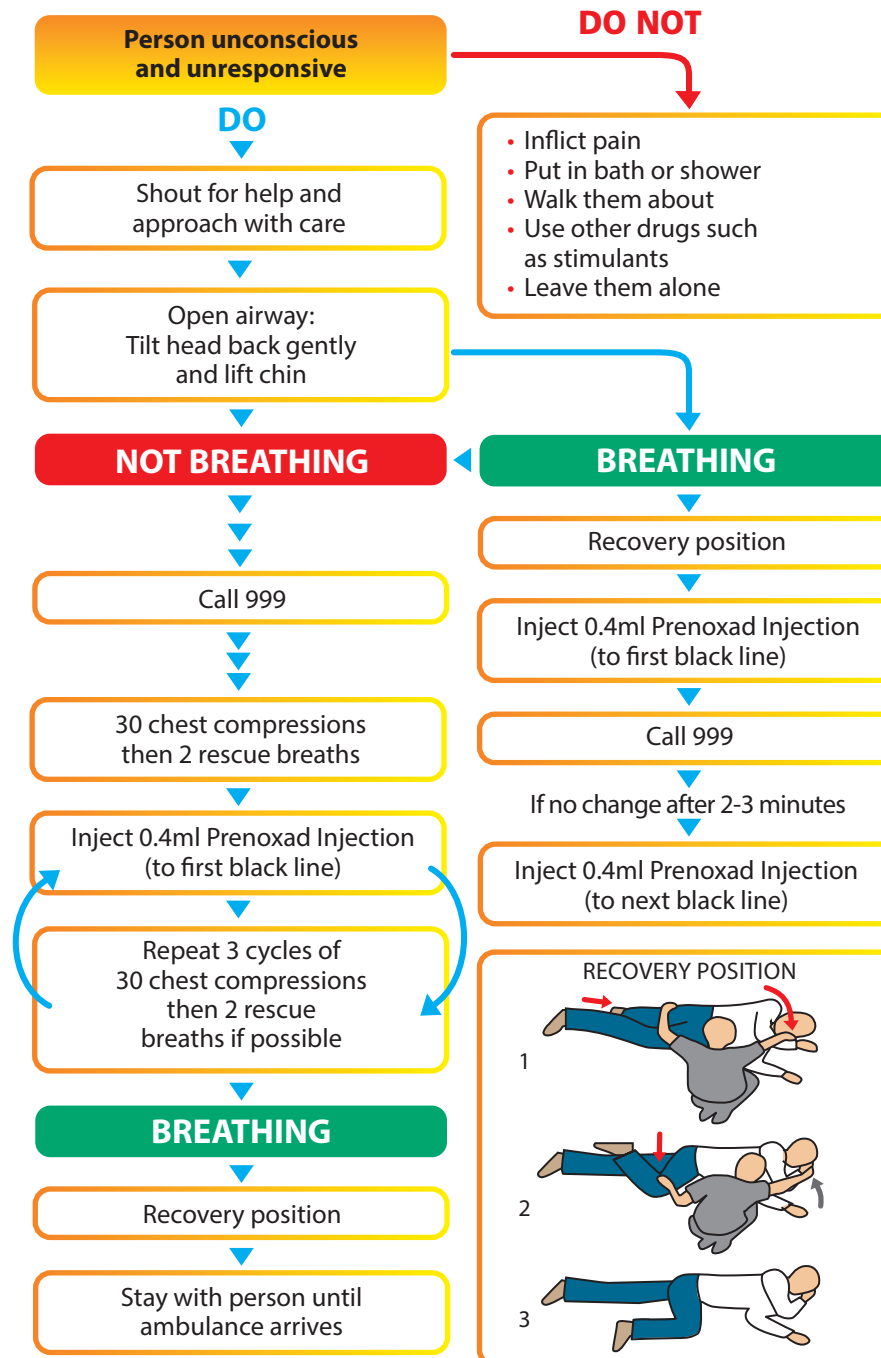 Person unconscious
and unresponsive
DO NOT
• Inflict pain
• Put in bath or shower
• Walk them about
• Use other drugs such
as stimulants
• Leave them alone
DO
Shout for help and
approach with care
Open airway:
Tilt head back gently
and lift chin
NOT BREATHING
Call 999
30 chest compressions
then 2 rescue breaths
Inject 0.4ml Prenoxad Injection
(to first black line)
Repeat 3 cycles of
30 chest compressions
then 2 rescue
breaths if possible
BREATHING
Recovery position
Stay with person until
ambulance arrives
BREATHING
Recovery position
Inject 0.4ml Prenoxad Injection
(to first black line)
Call 999
If no change after 2-3 minutes
Inject 0.4ml Prenoxad Injection
(to next black line)
RECOVERY POSITION
1
2
3